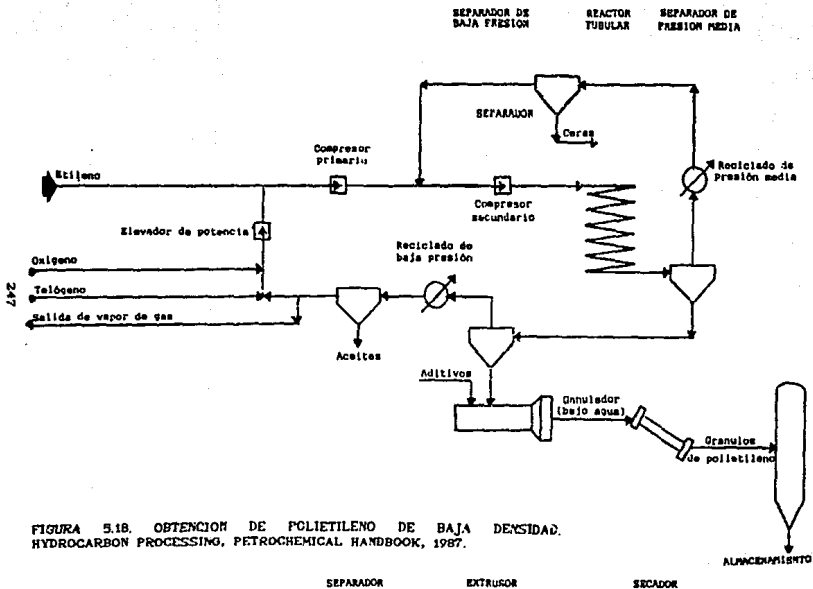 SEPARADOR DE
BAJA PRESION
REACTOR
TUBULAR
SEPARADOR DE
PRESION MEDIA
SEPARADOR
Ceras
Compresor
primario
Etileno
Reciclado de
Presión media
Compresor
secundario
Elevador de potencia
Reciclado de
baja presión
Oxígeno
Telógeno
Salida de vapor de gas
247
Aceites
Aditivos
Granulador
(bajo agua)
Granulos
de polietileno
FIGURA 5.18. OBTENCION DE POLIETILENO DE BAJA DENSIDAD.
HYDROCARBON PROCESSING, PETROCHEMICAL HANDBOOK, 1987.
ALMACENAMIENTO
SEPARADOR
EXTRUSOR
SECADOR